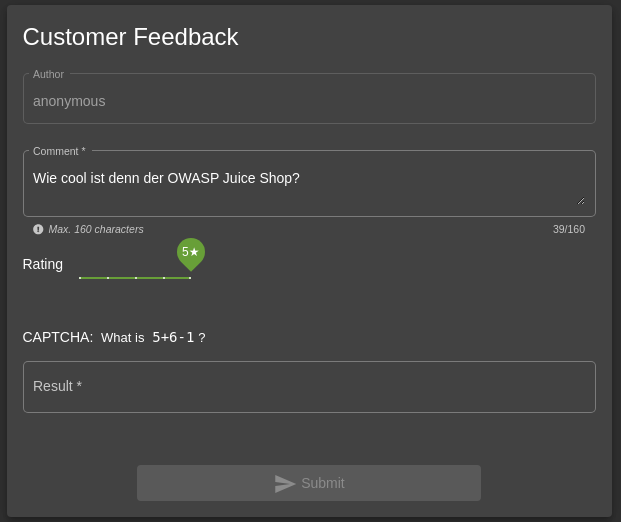 Customer Feedback
Author
anonymous
Comment *
Wie cool ist denn der OWASP Juice Shop?
Max. 160 characters 39/160
5★
Rating
CAPTCHA: What is 5+6-1 ?
Result *
Submit